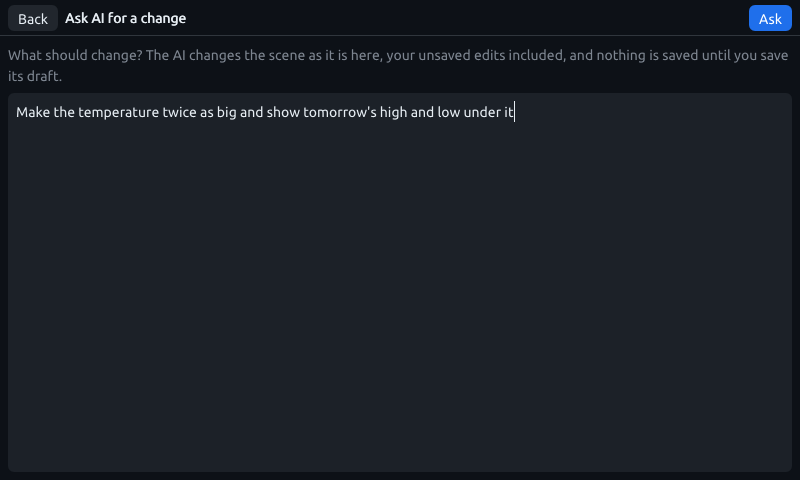 Back
Ask AI for a change
Ask
What should change? The AI changes the scene as it is here, your unsaved edits included, and nothing is saved until you save
its draft.
Make the temperature twice as big and show tomorrow's high and low under it